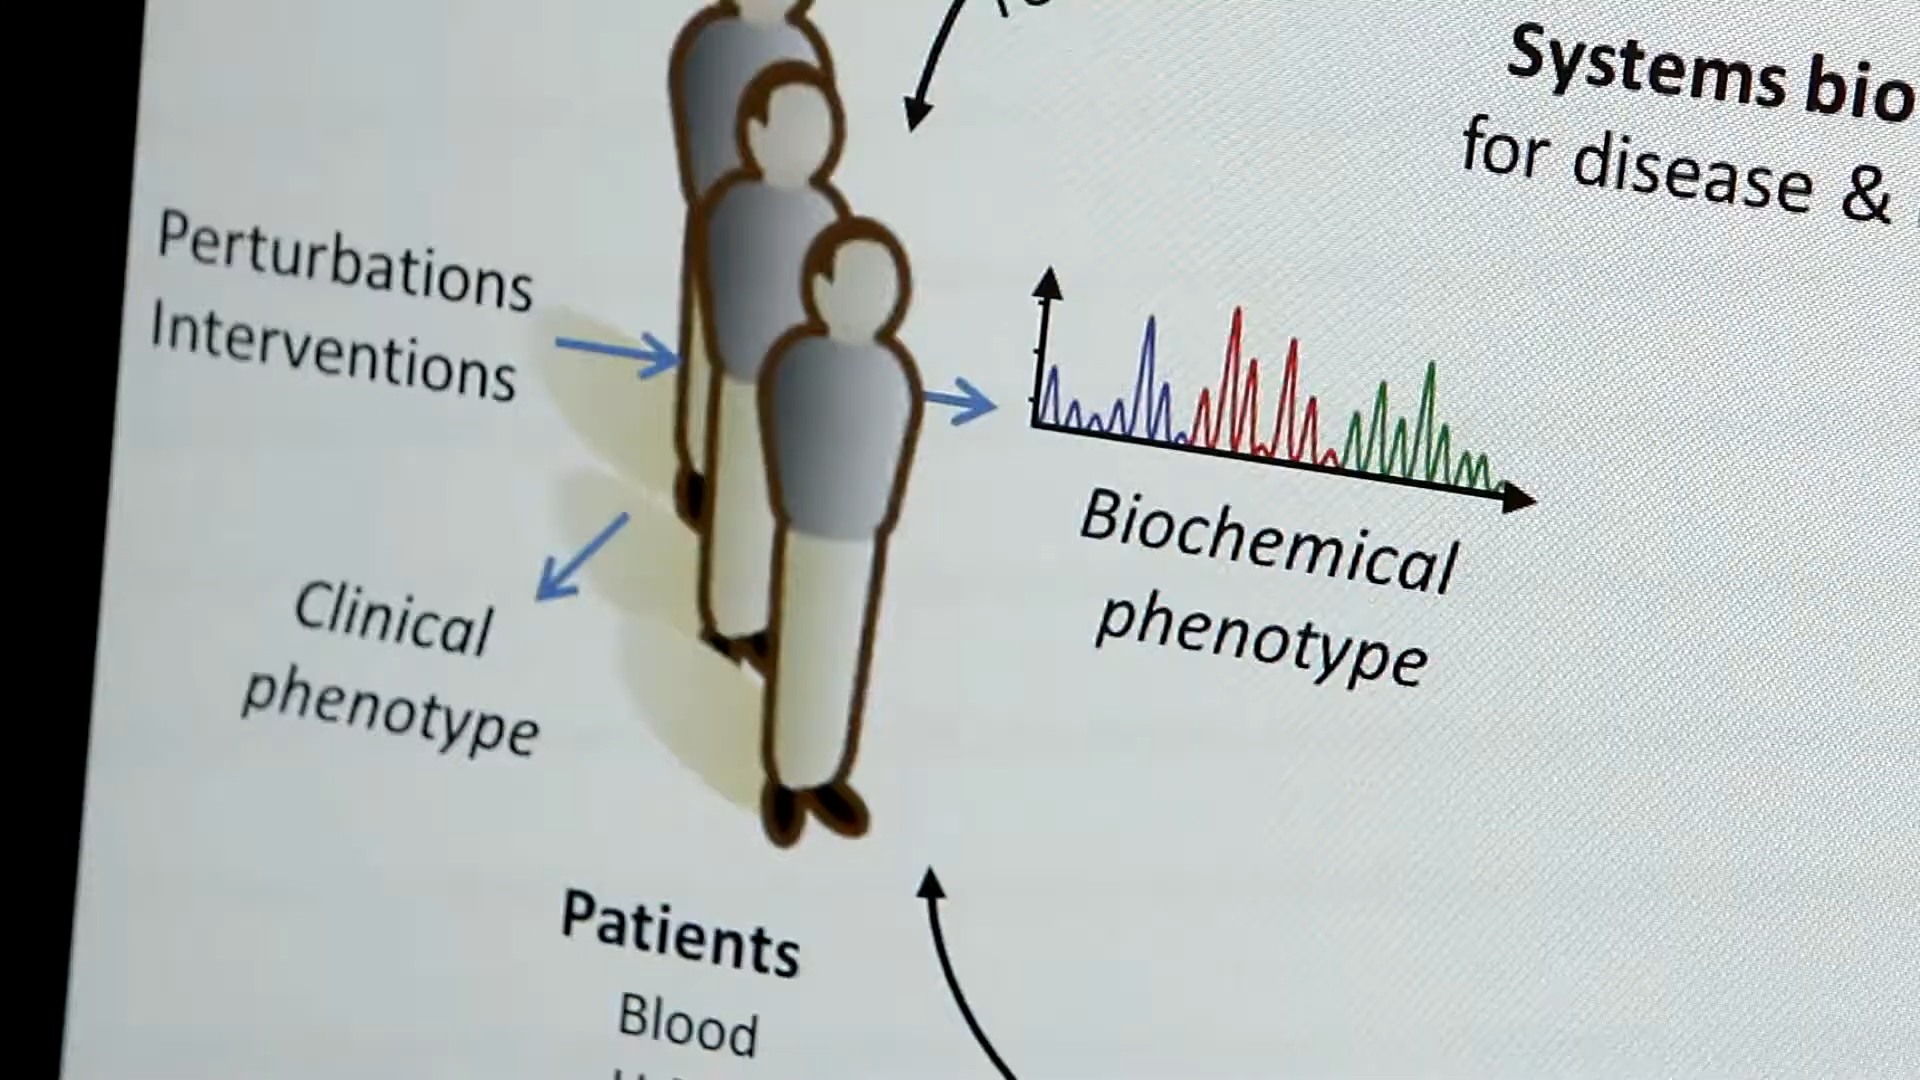 Systems bio
for disease &
Perturbations
Interventions
Biochemical
phenotype
Clinical
phenotype
Patients
Blood